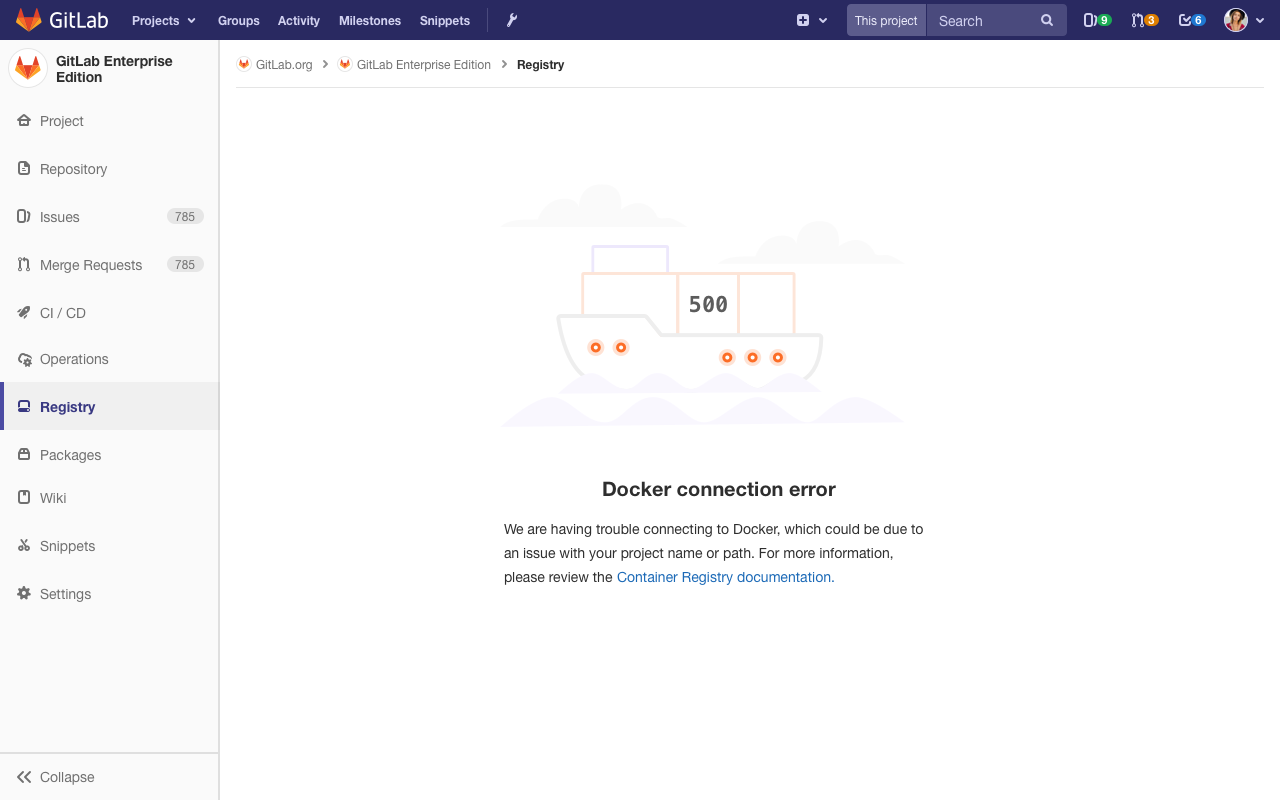 GitLab Projects Groups Activity Milestones Snippets This project Search 9 3 6
GitLab Enterprise
Edition
GitLab.org GitLab Enterprise Edition Registry
Project
Repository
Issues 785
Merge Requests 785
CI / CD
Operations
Registry
Packages
Wiki
Snippets
Settings
Collapse
500
Docker connection error
We are having trouble connecting to Docker, which could be due to
an issue with your project name or path. For more information,
please review the Container Registry documentation.